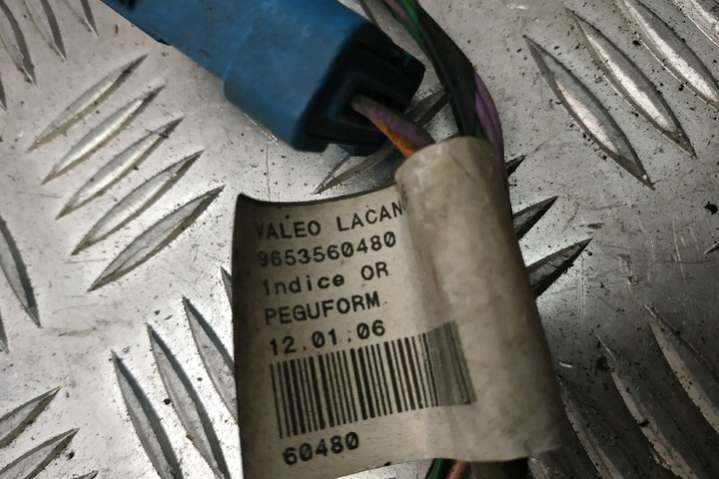 VALEO LACAN
9653560480
indice OR
PEGUFORM
12.01.06
60480